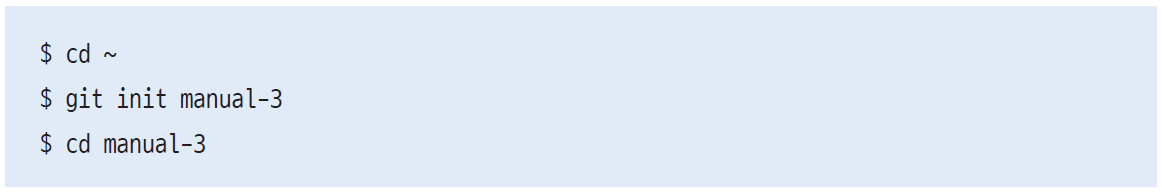 $ cd ~
$ git init manual-3
$ cd manual-3